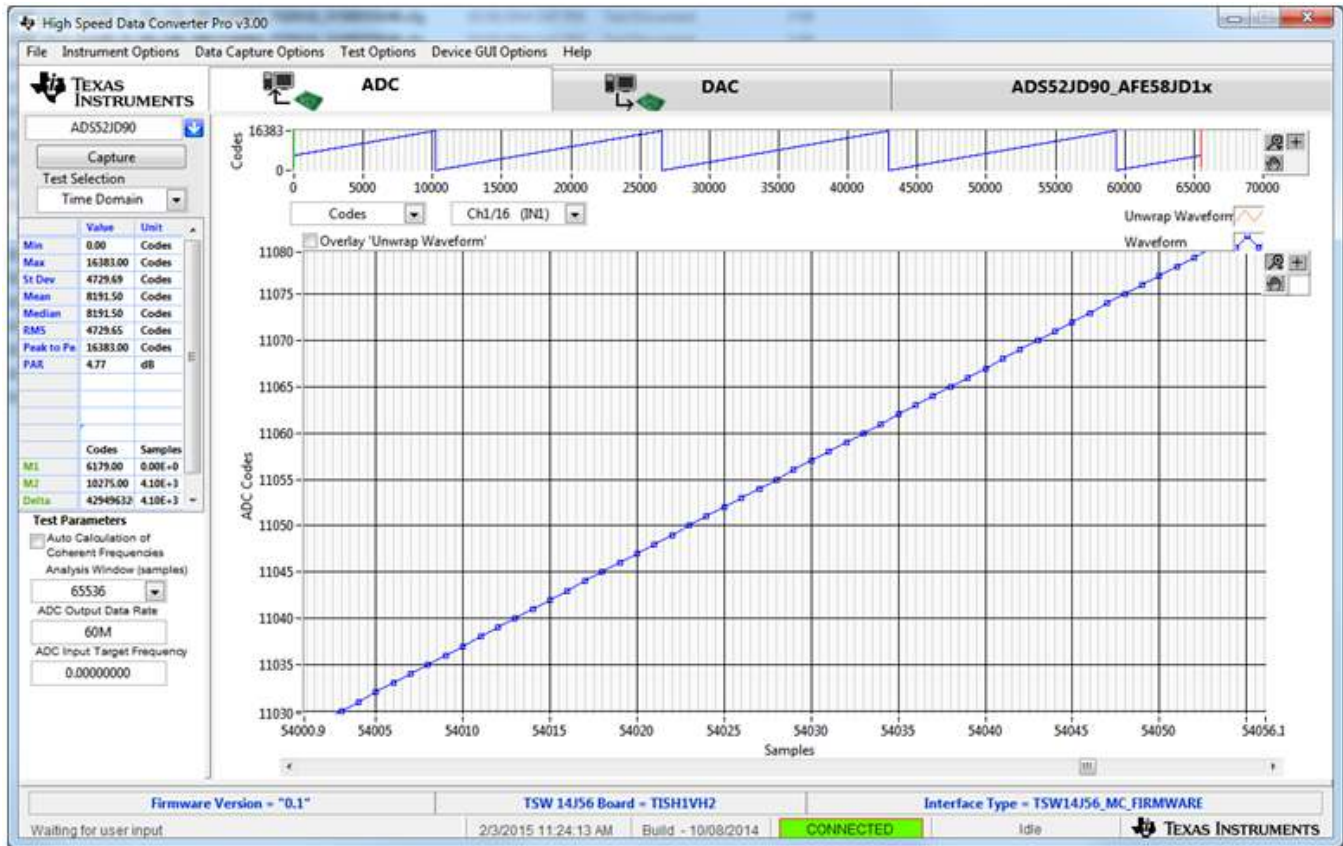 High Speed Data Converter Pro v3.00
File Instrument Options Data Capture Options Test Options Device GUI Options Help
TEXAS INSTRUMENTS
ADC
DAC
ADS52JD90_AFE58JD1x
ADS52JD90
Capture
Test Selection
Time Domain
Value Unit
Min 0.00 Codes
Max 16383.00 Codes
St Dev 4729.69 Codes
Mean 8191.50 Codes
Median 8191.50 Codes
RMS 4729.65 Codes
Peak to Pe 16383.00 Codes
PAR 4.77 dB
Codes Samples
M1 6179.00 0.00E+0
M2 10275.00 4.10E+3
Delta 42949632 4.10E+3
Test Parameters
Auto Calculation of
Coherent Frequencies
Analysis Window (samples)
65536
ADC Output Data Rate
60M
ADC Input Target Frequency
0.00000000
Codes
16383
0
0 5000 10000 15000 20000 25000 30000 35000 40000 45000 50000 55000 60000 65000 70000
Codes
Ch1/16 (IN1)
Unwrap Waveform
Overlay 'Unwrap Waveform'
Waveform
ADC Codes
11080
11075
11070
11065
11060
11055
11050
11045
11040
11035
11030
54000.9 54005 54010 54015 54020 54025 54030 54035 54040 54045 54050 54056.1
Samples
Firmware Version = "0.1"
TSW 14J56 Board = TISH1VH2
Interface Type = TSW14J56_MC_FIRMWARE
Waiting for user input
2/3/2015 11:24:13 AM
Build - 10/08/2014
CONNECTED
Idle
TEXAS INSTRUMENTS